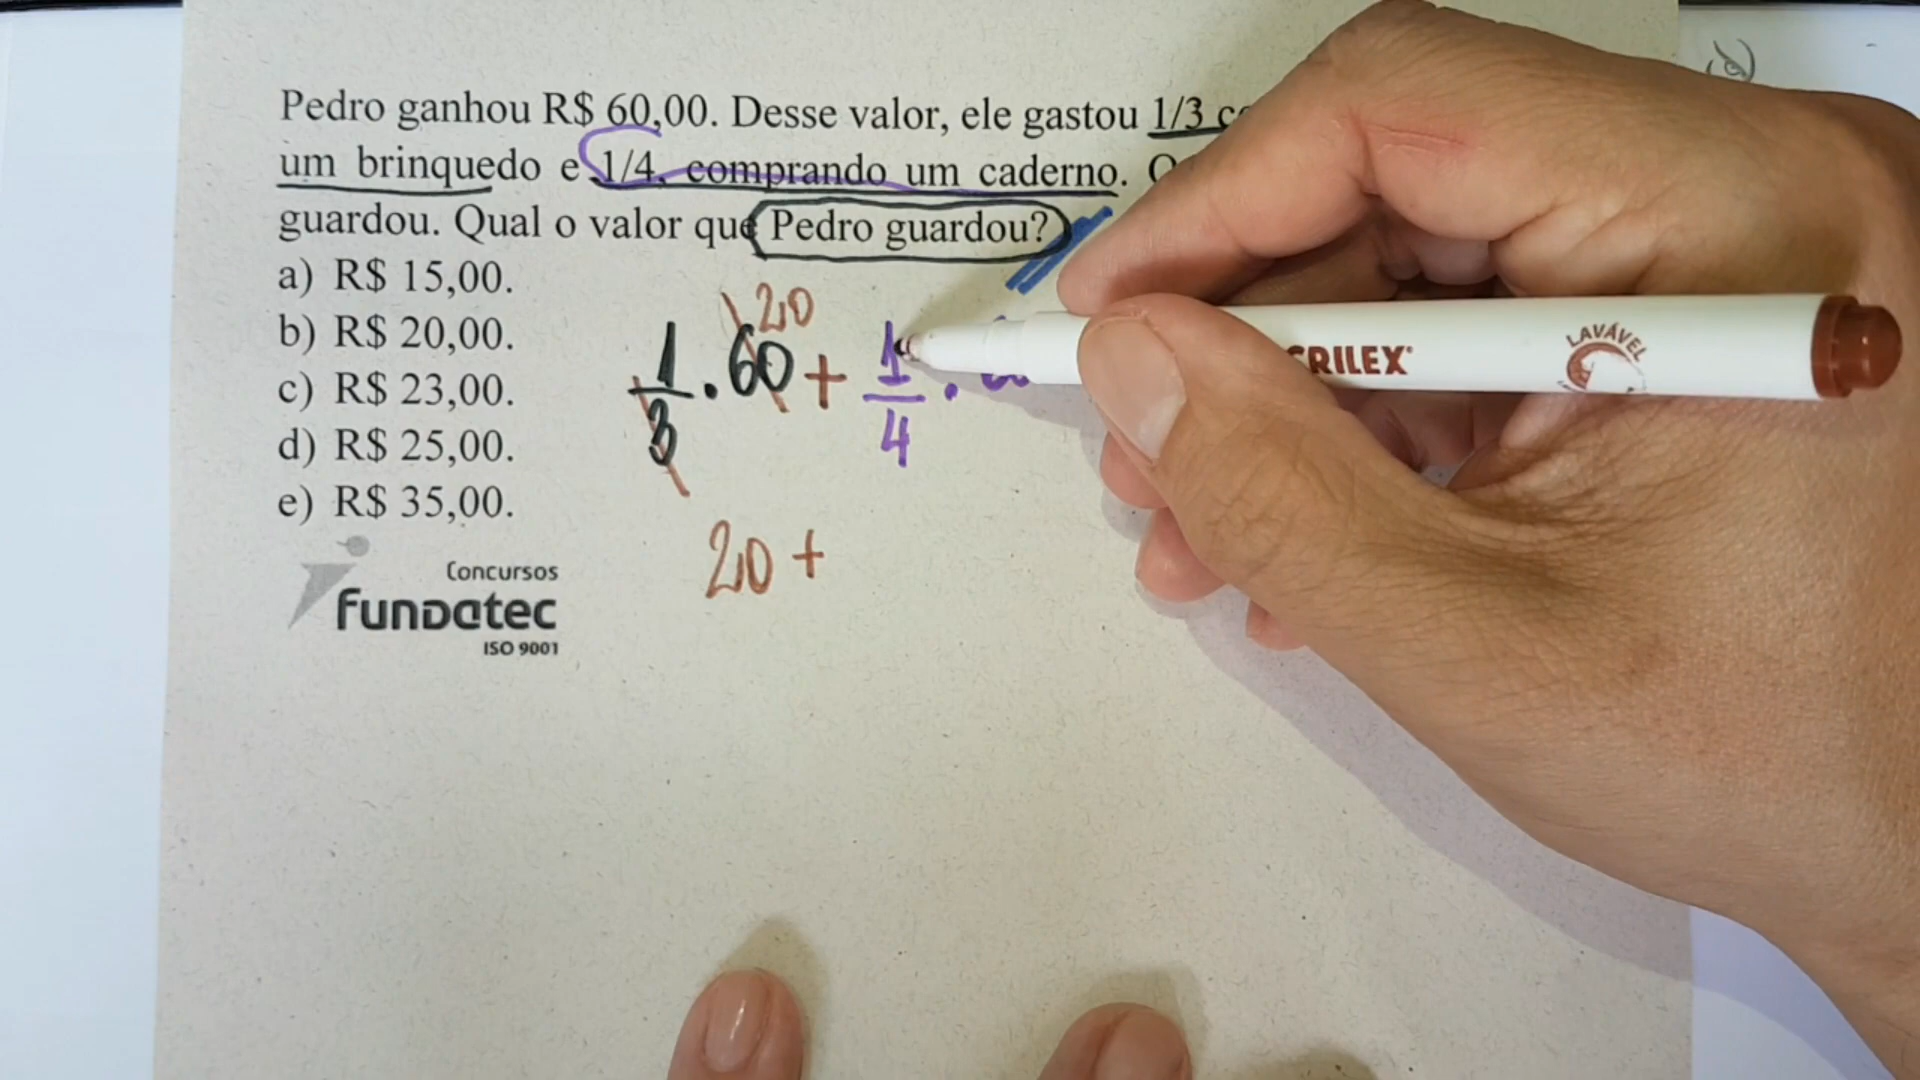 Pedro ganhou R$ 60,00. Desse valor, ele gastou 1/3
um brinquedo e 1/4, comprando um caderno.
guardou. Qual o valor que Pedro guardou?
a) R$ 15,00.
b) R$ 20,00.
c) R$ 23,00.
d) R$ 25,00.
e) R$ 35,00.
20
1/3 . 60 + 1/4 .
20 +
Concursos
FUNDATEC
ISO 9001
CRILEX
LAVÁVEL